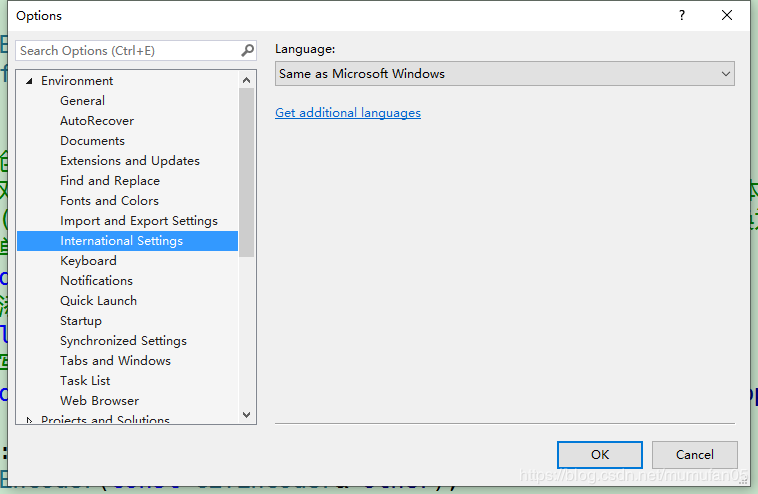 Options
?
Search Options (Ctrl+E)
Environment
General
AutoRecover
Documents
Extensions and Updates
Find and Replace
Fonts and Colors
Import and Export Settings
International Settings
Keyboard
Notifications
Quick Launch
Startup
Synchronized Settings
Tabs and Windows
Task List
Web Browser
Projects and Solutions
Language:
Same as Microsoft Windows
Get additional languages
OK
Cancel
https://blog.csdn.net/mumufan05